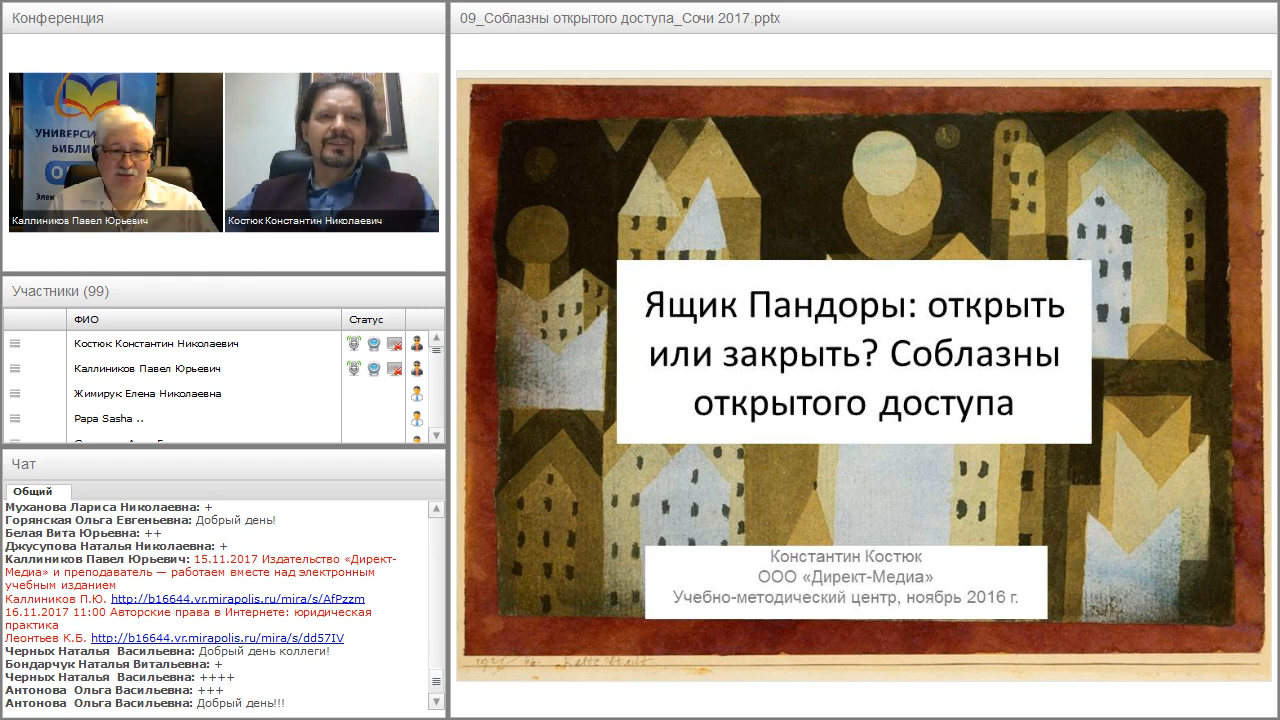 Конференция
УНИВЕРСИ
БИБЛИ
Каллиников Павел Юрьевич
Костюк Константин Николаевич
Участники (99)
ФИО
Статус
Костюк Константин Николаевич
Каллиников Павел Юрьевич
Жимирук Елена Николаевна
Papa Sasha ..
Чат
Общий
Муханова Лариса Николаевна: +
Горянская Ольга Евгеньевна: Добрый день!
Белая Вита Юрьевна: ++
Джусупова Наталья Николаевна: +
Каллиников Павел Юрьевич: 15.11.2017 Издательство «Директ-
Медиа» и преподаватель — работаем вместе над электронным
учебным изданием
Каллиников П.Ю. http://b16644.vr.mirapolis.ru/mira/s/AfPzzm
16.11.2017 11:00 Авторские права в Интернете: юридическая
практика
Леонтьев К.Б. http://b16644.vr.mirapolis.ru/mira/s/dd57IV
Черных Наталья Васильевна: Добрый день коллеги!
Бондарчук Наталья Витальевна: +
Черных Наталья Васильевна: ++++
Антонова Ольга Васильевна: +++
Антонова Ольга Васильевна: Добрый день!!!
09_Соблазны открытого доступа_Сочи 2017.pptx
Ящик Пандоры: открыть
или закрыть? Соблазны
открытого доступа
Константин Костюк
ООО «Директ-Медиа»
Учебно-методический центр, ноябрь 2016 г.